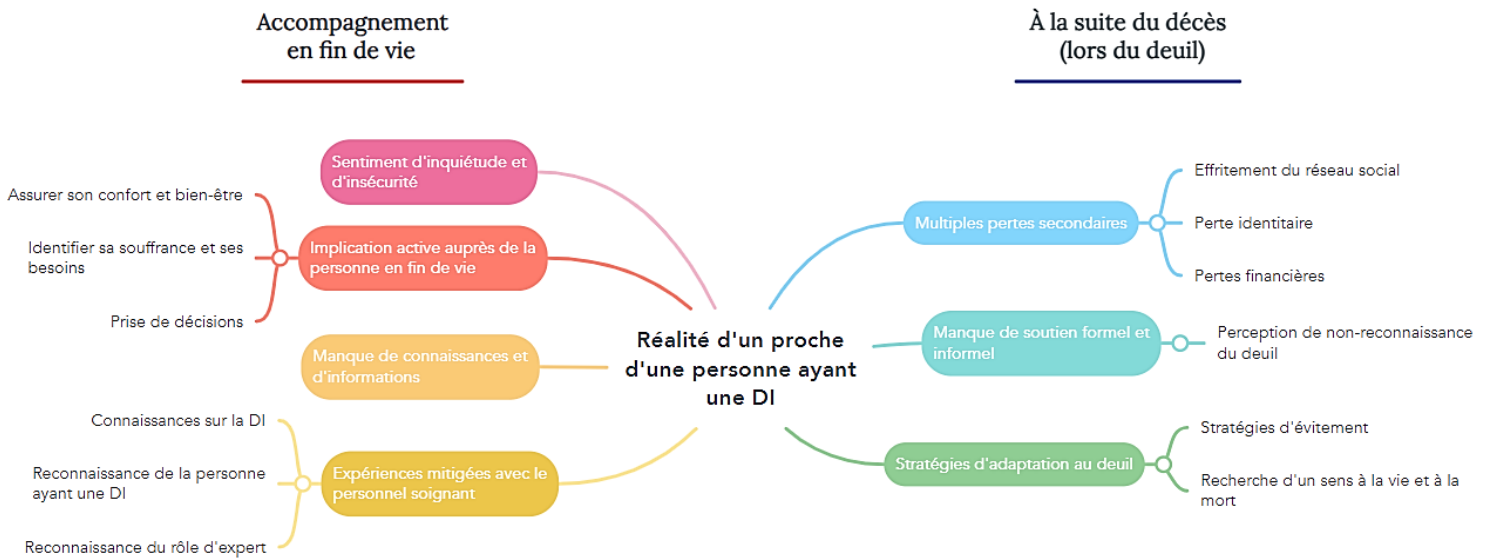 Accompagnement
en fin de vie
Sentiment d'inquiétude et
d'insécurité
Assurer son confort et bien-être
Identifier sa souffrance et ses
besoins
Prise de décisions
Implication active auprès de la
personne en fin de vie
Manque de connaissances et
d'informations
Connaissances sur la DI
Reconnaissance de la personne
ayant une DI
Reconnaissance du rôle d'expert
Expériences mitigées avec le
personnel soignant
Réalité d'un proche
d'une personne ayant
une DI
À la suite du décès
(lors du deuil)
Multiples pertes secondaires
Effritement du réseau social
Perte identitaire
Pertes financières
Manque de soutien formel et
informel
Perception de non-reconnaissance
du deuil
Stratégies d'adaptation au deuil
Stratégies d'évitement
Recherche d'un sens à la vie et à la
mort